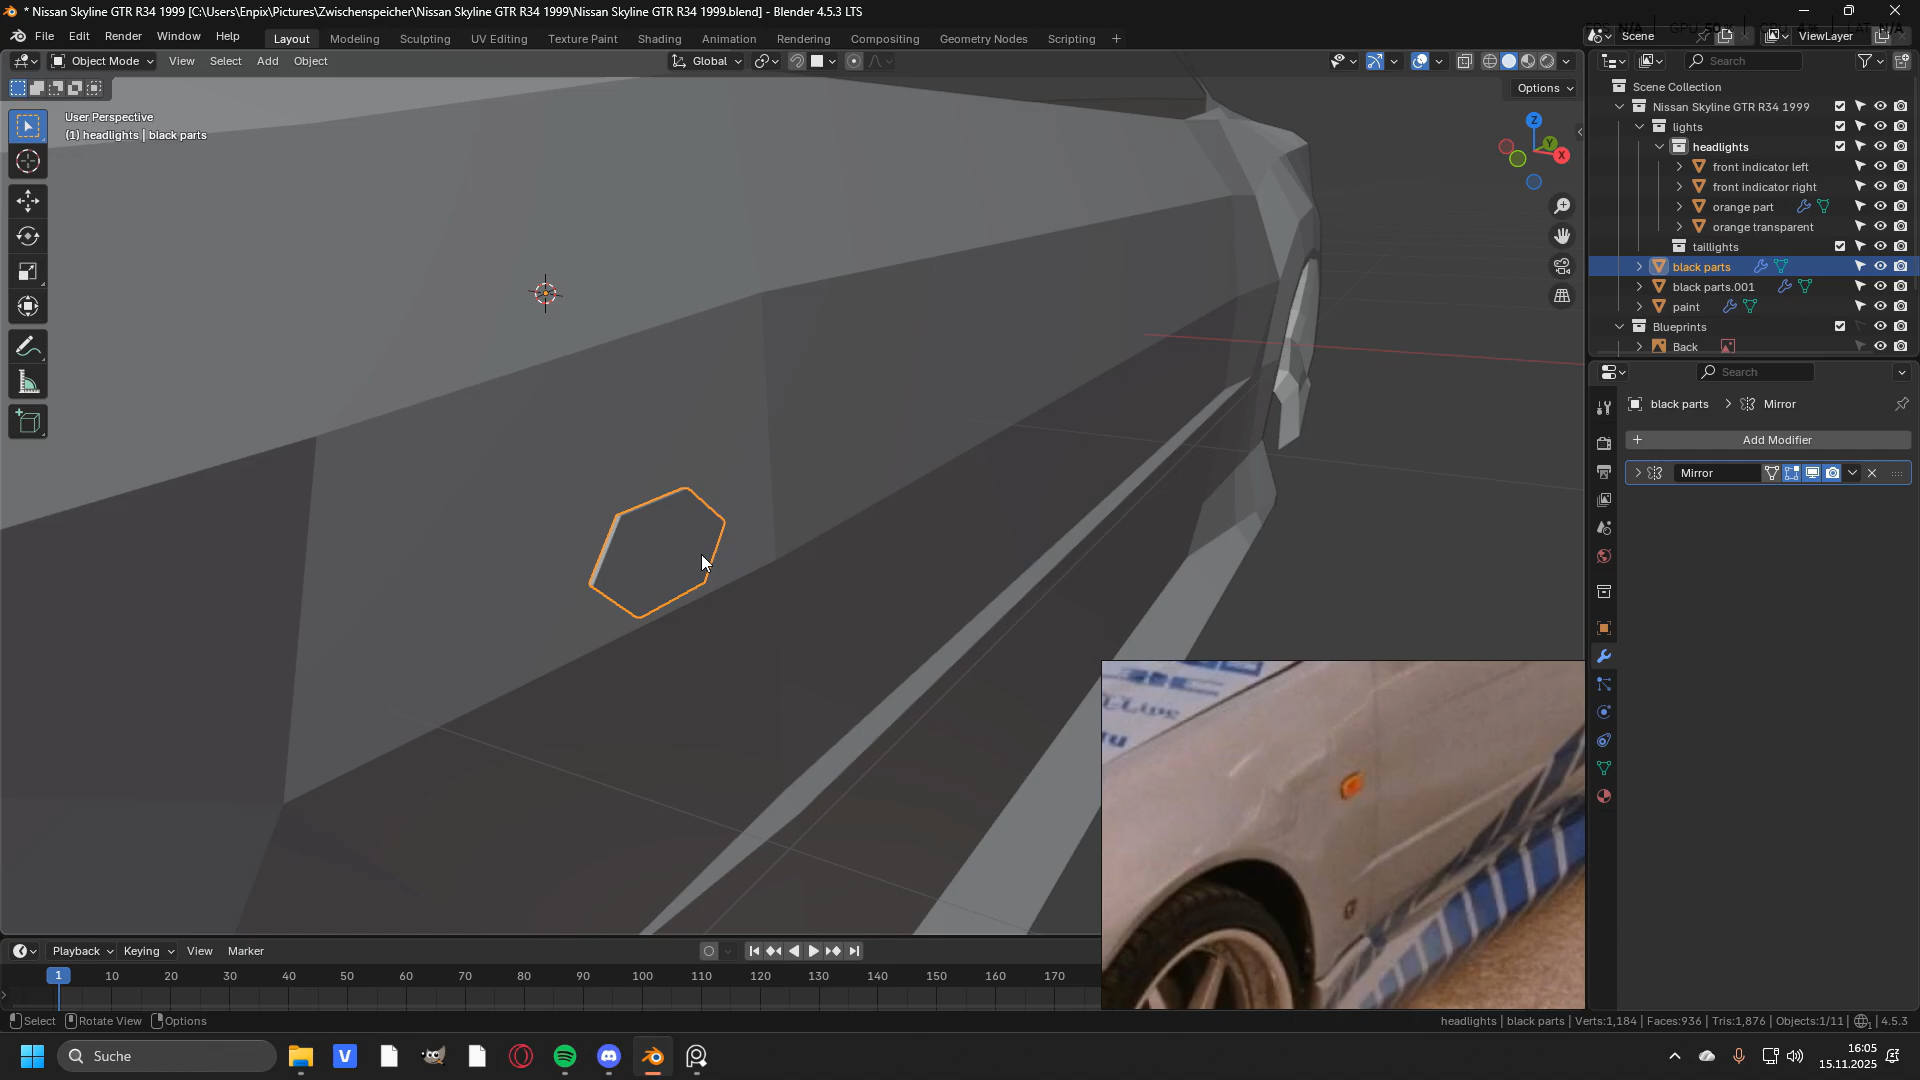 * Nissan Skyline GTR R34 1999 [C:\Users\Enpix\Pictures\Zwischenspeicher\Nissan Skyline GTR R34 1999\Nissan Skyline GTR R34 1999.blend] - Blender 4.5.3 LTS
File Edit Render Window Help
Layout Modeling Sculpting UV Editing Texture Paint Shading Animation Rendering Compositing Geometry Nodes Scripting +
Scene
ViewLayer
Object Mode View Select Add Object
Global
Options
User Perspective
(1) headlights | black parts
Z
Y
X
Search
Scene Collection
Nissan Skyline GTR R34 1999
lights
headlights
front indicator left
front indicator right
orange part
orange transparent
taillights
black parts
black parts.001
paint
Blueprints
Back
Search
black parts > Mirror
+ Add Modifier
Mirror
Playback Keying View Marker
1 10 20 30 40 50 60 70 80 90 100 110 120 130 140 150 160 170
Select Rotate View Options
headlights | black parts | Verts:1,184 | Faces:936 | Tris:1,876 | Objects:1/11 | 4.5.3
Suche
16:05
15.11.2025